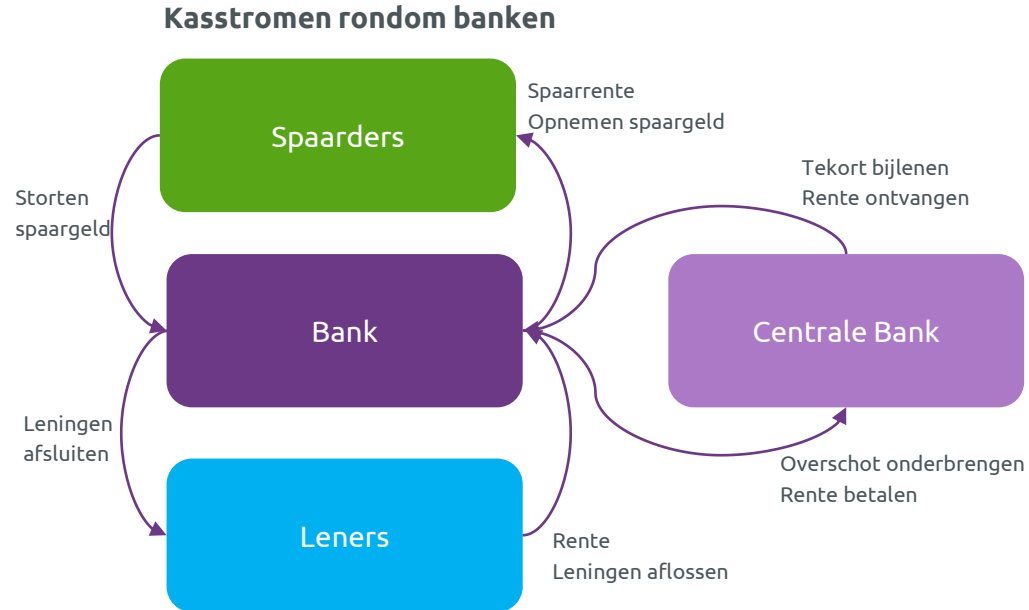 Kasstromen rondom banken
Spaarders
Spaarrente
Opnemen spaargeld
Storten
spaargeld
Tekort bijlenen
Rente ontvangen
Bank
Centrale Bank
Leningen
afsluiten
Overschot onderbrengen
Rente betalen
Leners
Rente
Leningen aflossen